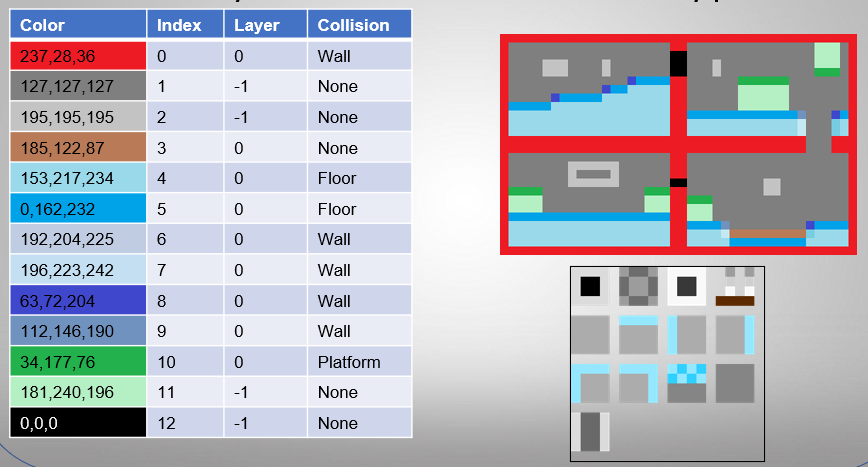 Color Index Layer Collision
237,28,36 0 0 Wall
127,127,127 1 -1 None
195,195,195 2 -1 None
185,122,87 3 0 None
153,217,234 4 0 Floor
0,162,232 5 0 Floor
192,204,225 6 0 Wall
196,223,242 7 0 Wall
63,72,204 8 0 Wall
112,146,190 9 0 Wall
34,177,76 10 0 Platform
181,240,196 11 -1 None
0,0,0 12 -1 None